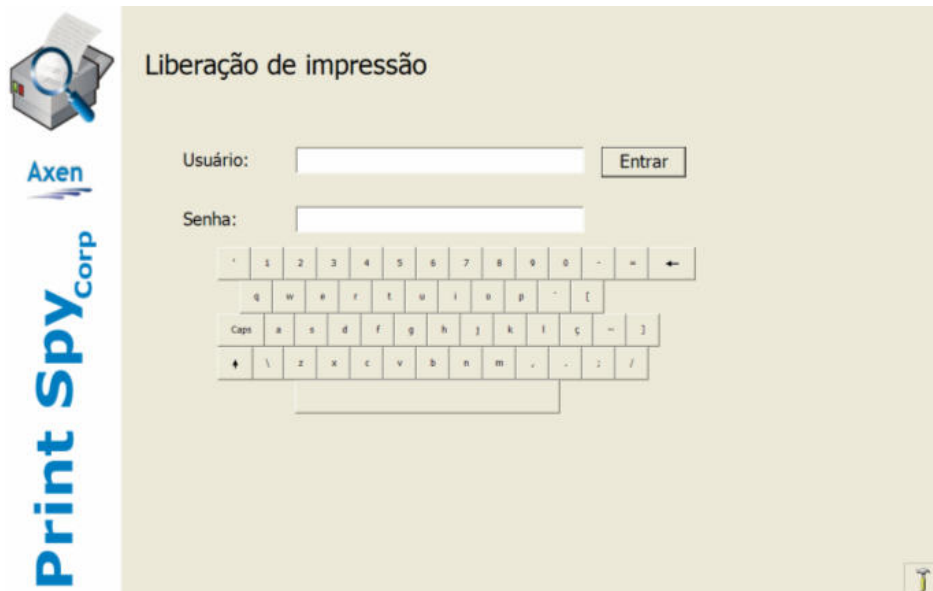 Liberação de impressão
Axen
Print Spy Corp
Usuário:
Entrar
Senha:
' 1 2 3 4 5 6 7 8 9 0 - = ←
q w e r t u i o p ´ [
Caps a s d f g h j k l ç ~ ]
\ z x c v b n m , . ; /